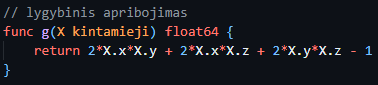 // lygybinis apribojimas
func g(X kintamieji) float64 {
    return 2*X.x*X.y + 2*X.x*X.z + 2*X.y*X.z - 1
}